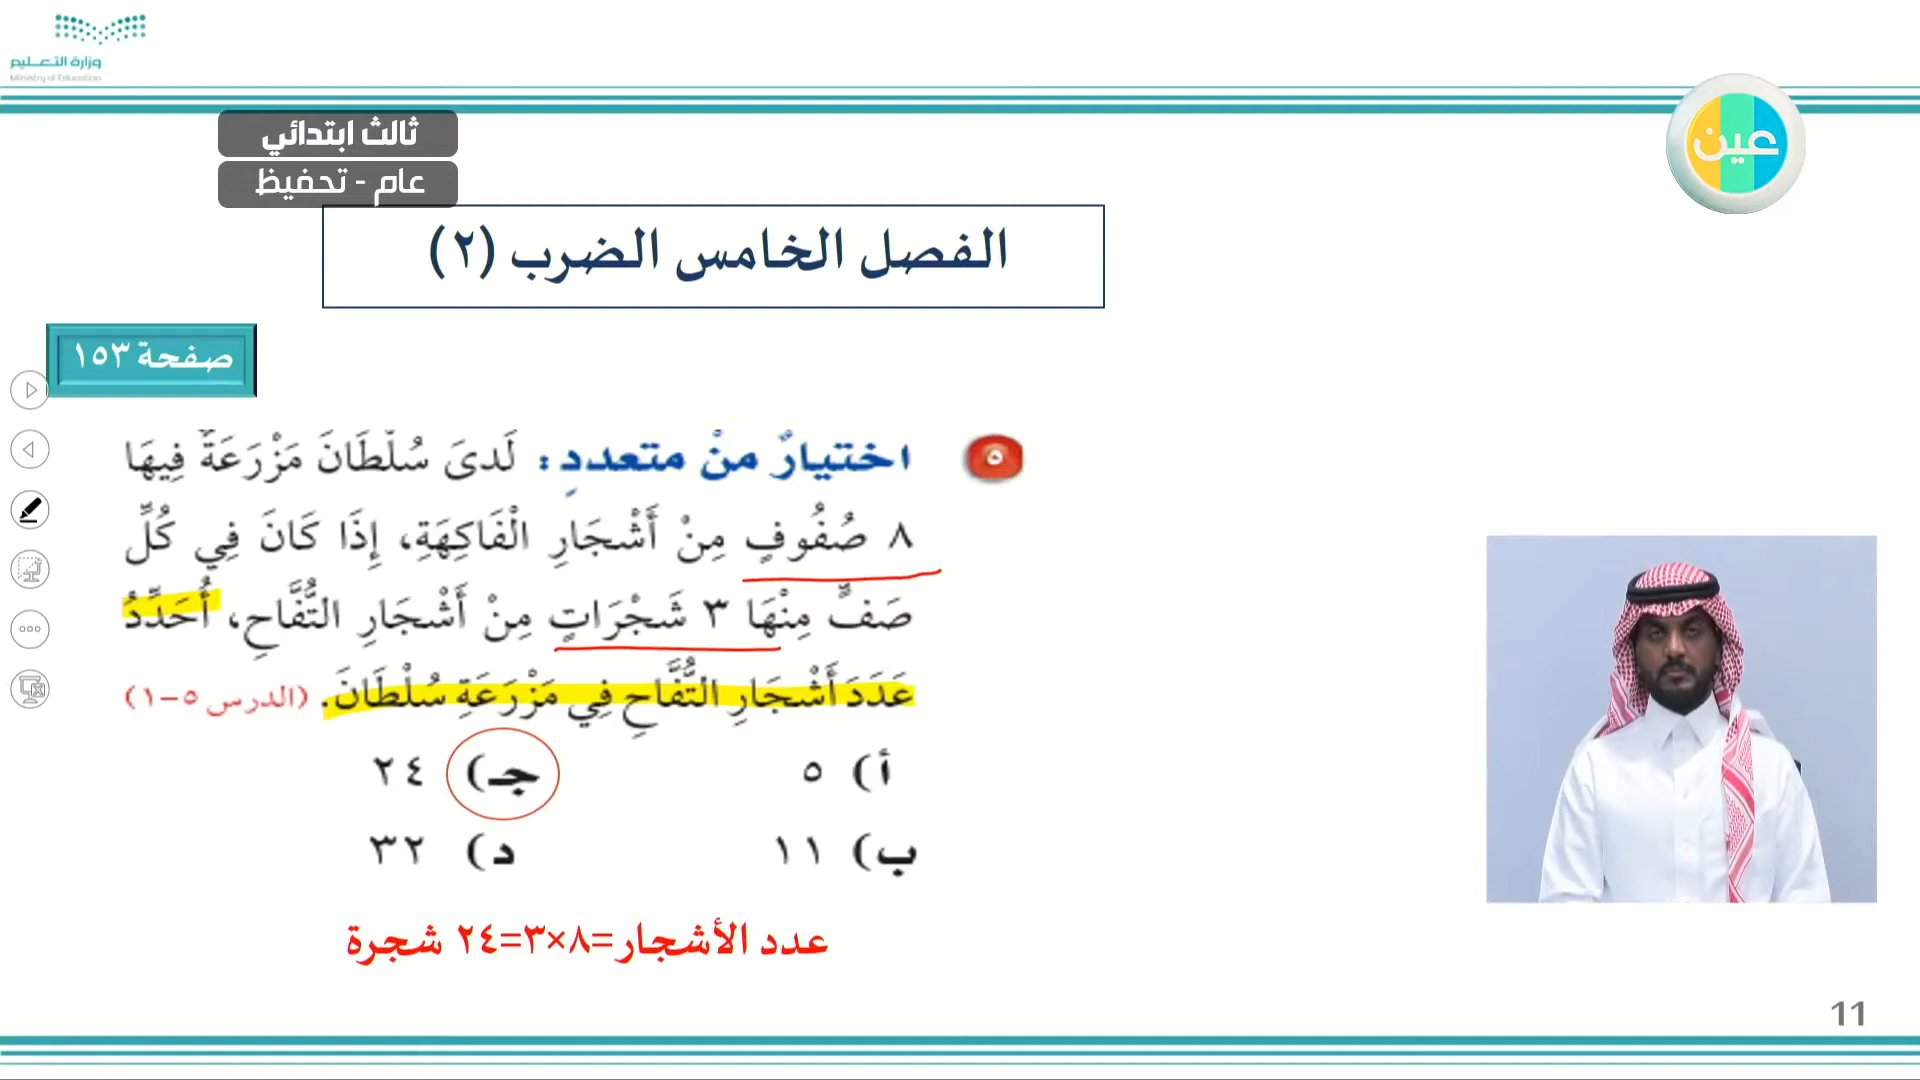 وزارة التعليم
Ministry of Education
عين
ثالث ابتدائي
عام - تحفيظ
الفصل الخامس الضرب (٢)
صفحة ١٥٣
٥ اختيارٌ منْ متعددٍ: لَدىَ سُلْطَانَ مَزْرَعَةٌ فِيهَا
٨ صُفُوفٍ مِنْ أَشْجَارِ الْفَاكِهَةِ، إِذَا كَانَ فِي كُلِّ
صَفٍّ مِنْهَا ٣ شَجْرَاتٍ مِنْ أَشْجَارِ التُّفَّاحِ، أُحَدِّدُ
عَدَدَ أَشْجَارِ التُّفَّاحِ فِي مَزْرَعَةِ سُلْطَانَ. (الدرس ٥-١)
أ) ٥ جـ) ٢٤
ب) ١١ د) ٣٢
عدد الأشجار=٨×٣=٢٤ شجرة
11